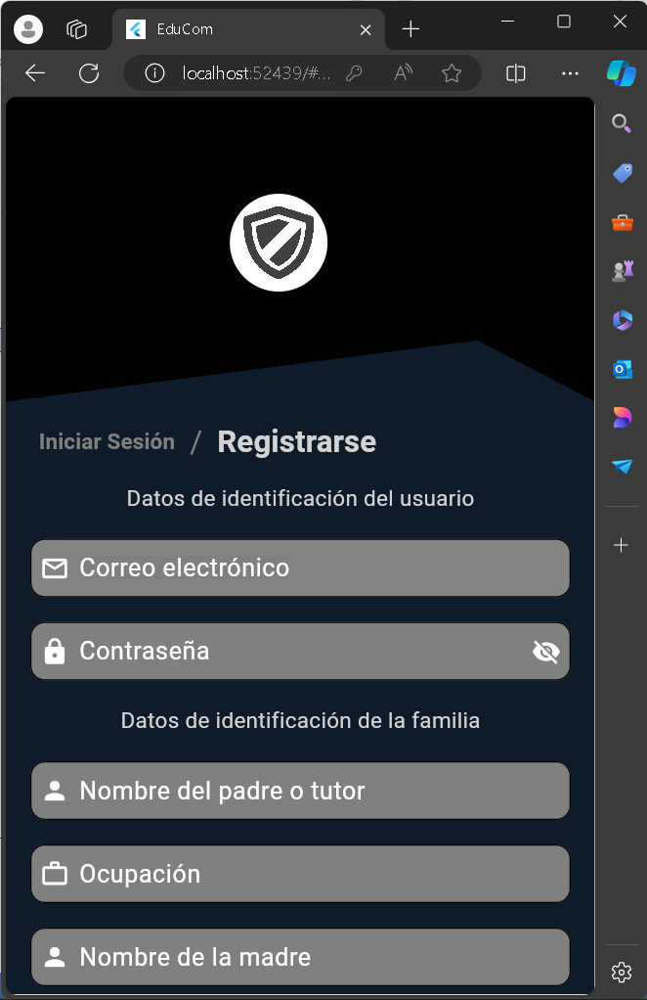 EduCom
localhost:52439/#...
Iniciar Sesión / Registrarse
Datos de identificación del usuario
Correo electrónico
Contraseña
Datos de identificación de la familia
Nombre del padre o tutor
Ocupación
Nombre de la madre